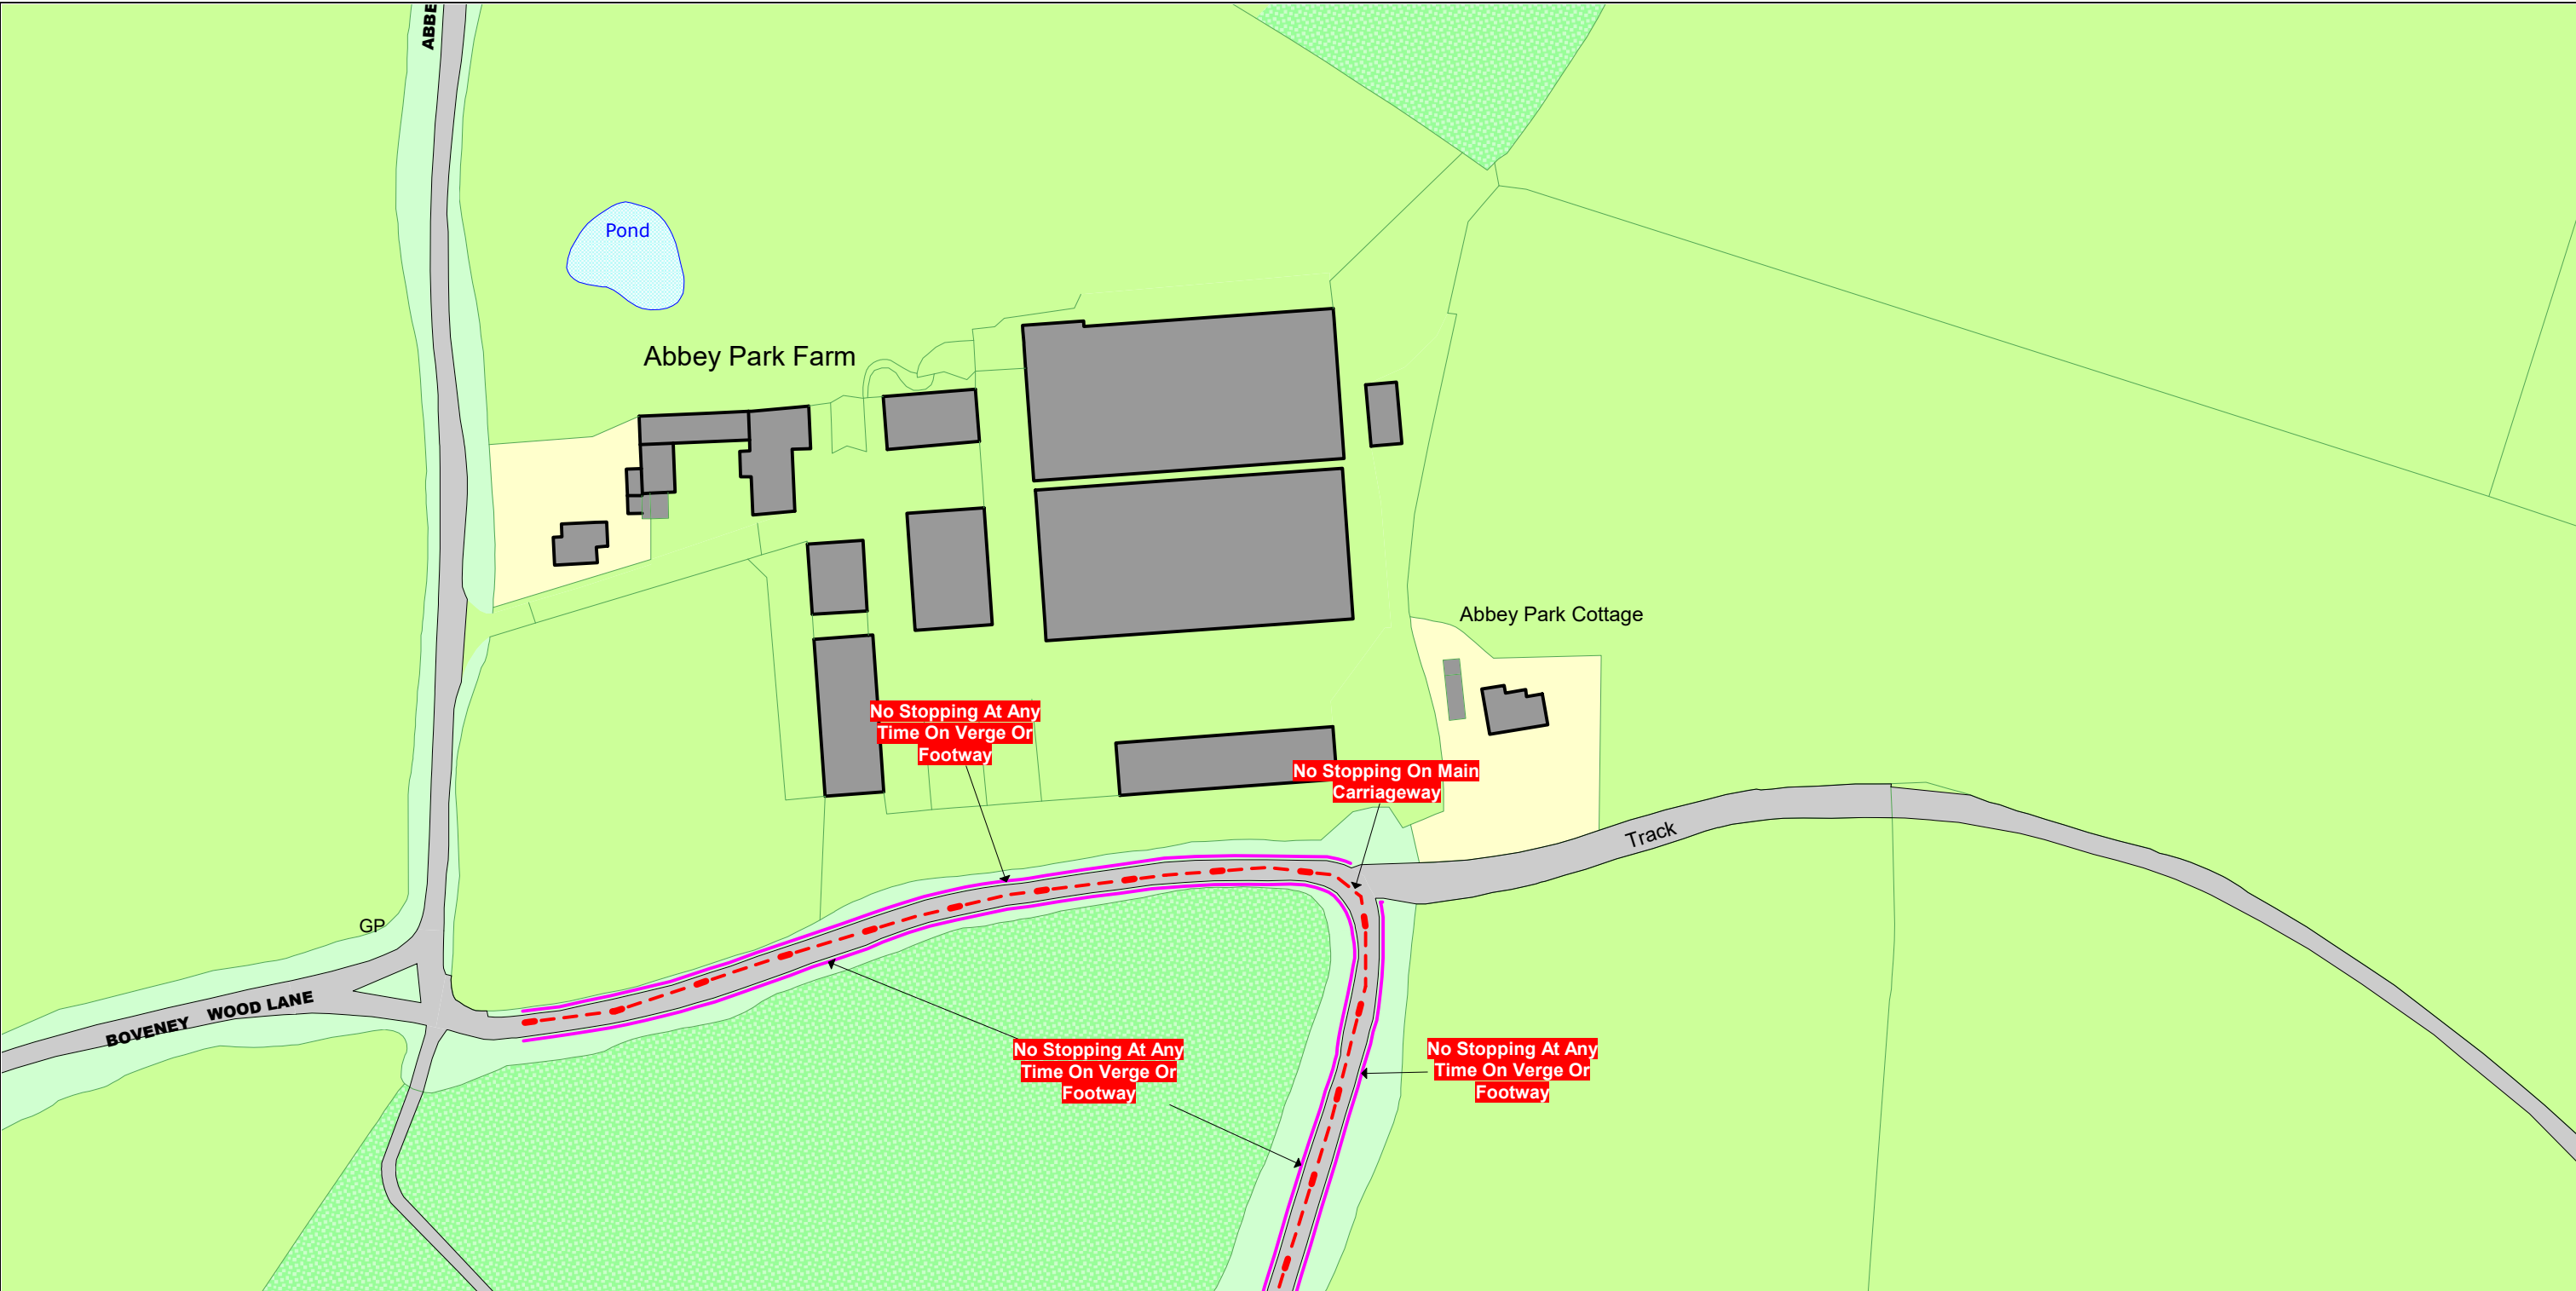 ABBE
Pond
Abbey Park Farm
Abbey Park Cottage
No Stopping At Any
Time On Verge Or
Footway
No Stopping On Main
Carriageway
Track
GP
BOVENEY WOOD LANE
No Stopping At Any
Time On Verge Or
Footway
No Stopping At Any
Time On Verge Or
Footway